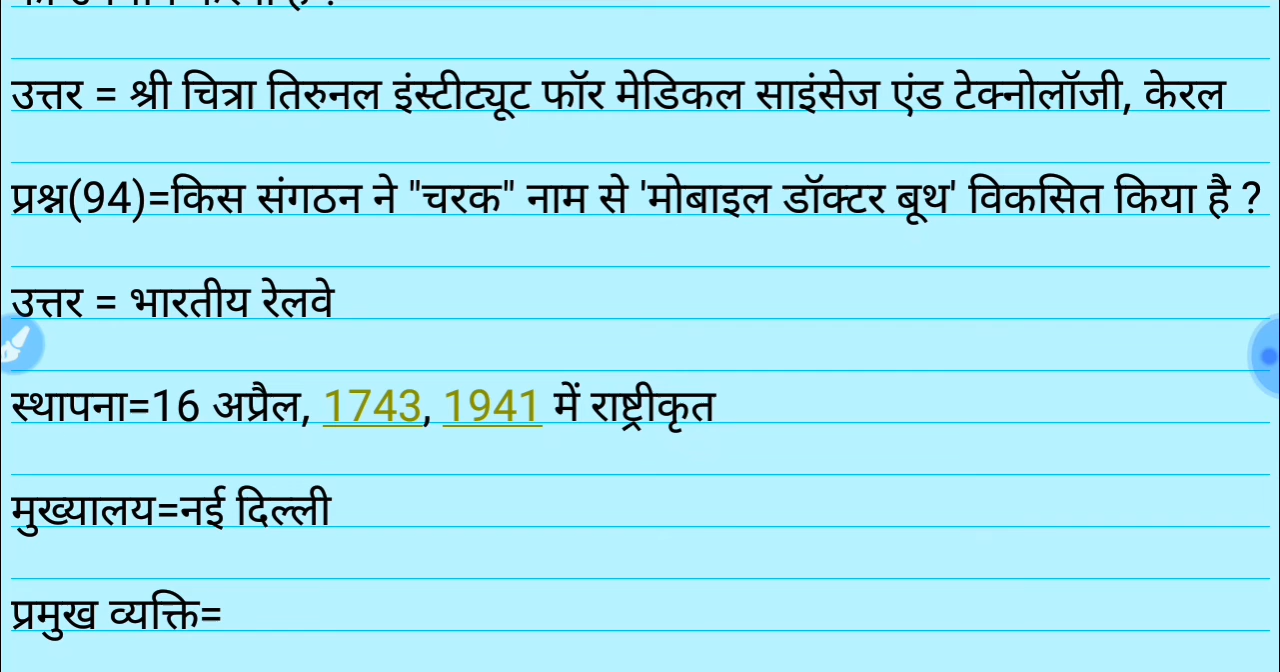 उत्तर = श्री चित्रा तिरुनल इंस्टीट्यूट फॉर मेडिकल साइंसेज एंड टेक्नोलॉजी, केरल
प्रश्न(94)=किस संगठन ने "चरक" नाम से 'मोबाइल डॉक्टर बूथ' विकसित किया है ?
उत्तर = भारतीय रेलवे
स्थापना=16 अप्रैल, 1743, 1941 में राष्ट्रीकृत
मुख्यालय=नई दिल्ली
प्रमुख व्यक्ति=